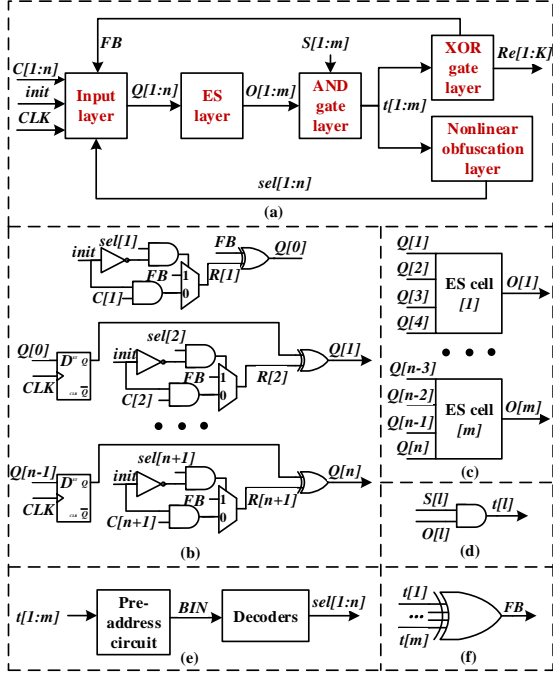 FB
S[1:m]
XOR gate layer
Re[1:K]
C[1:n]
init
CLK
Input layer
Q[1:n]
ES layer
O[1:m]
AND gate layer
t[1:m]
Nonlinear obfuscation layer
sel[1:n]
(a)
sel[1]
init
FB
1
0
C[1]
R[1]
FB
Q[0]
Q[0]
CLK
D
Q
Q
sel[2]
init
FB
1
0
C[2]
R[2]
Q[1]
Q[n-1]
CLK
D
Q
Q
sel[n+1]
init
FB
1
0
C[n+1]
R[n+1]
Q[n]
(b)
Q[1]
Q[2]
Q[3]
Q[4]
ES cell
[1]
O[1]
Q[n-3]
Q[n-2]
Q[n-1]
Q[n]
ES cell
[m]
O[m]
(c)
S[l]
O[l]
t[l]
(d)
t[1:m]
Pre-address circuit
BIN
Decoders
sel[1:n]
(e)
t[1]
...
t[m]
FB
(f)